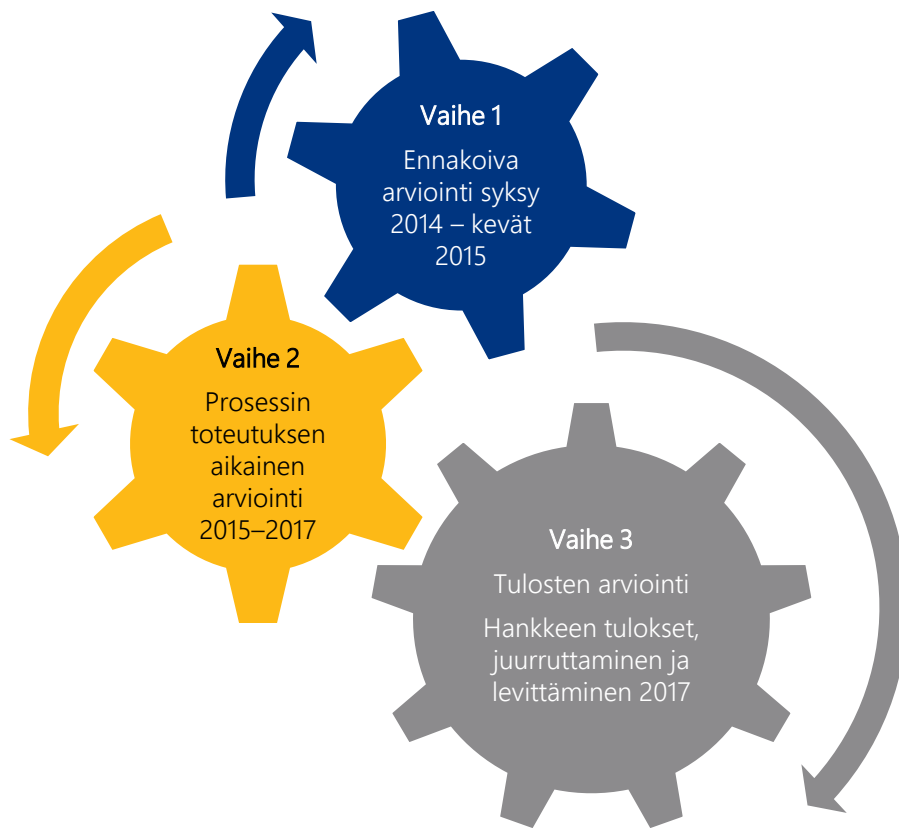 Vaihe 1
Ennakoiva
arviointi syksy
2014 – kevät
2015
Vaihe 2
Prosessin
toteutuksen
aikainen
arviointi
2015–2017
Vaihe 3
Tulosten arviointi
Hankkeen tulokset,
juurruttaminen ja
levittäminen 2017